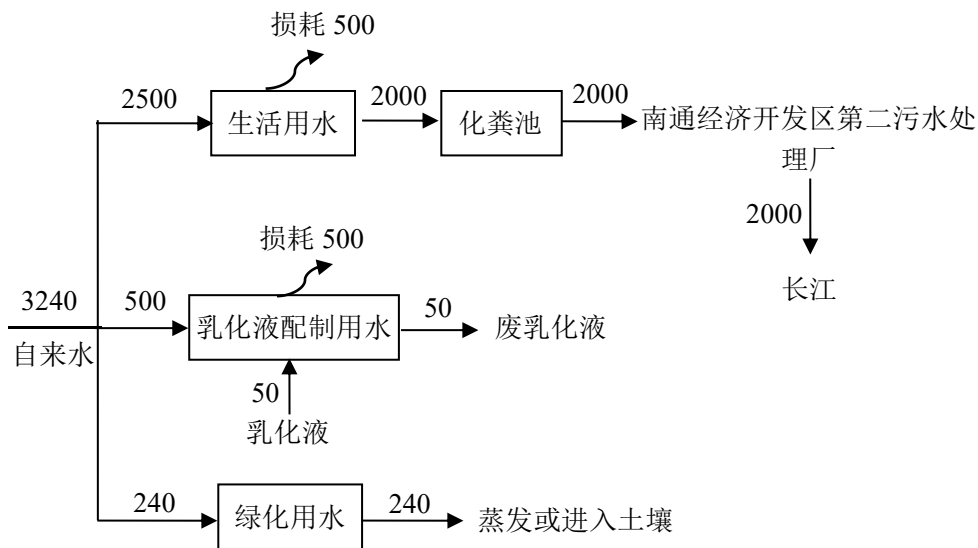 损耗 500
2500
生活用水
2000
化粪池
2000
南通经济开发区第二污水处
理厂
2000
长江
损耗 500
3240
自来水
500
乳化液配制用水
50
废乳化液
50
乳化液
240
绿化用水
240
蒸发或进入土壤